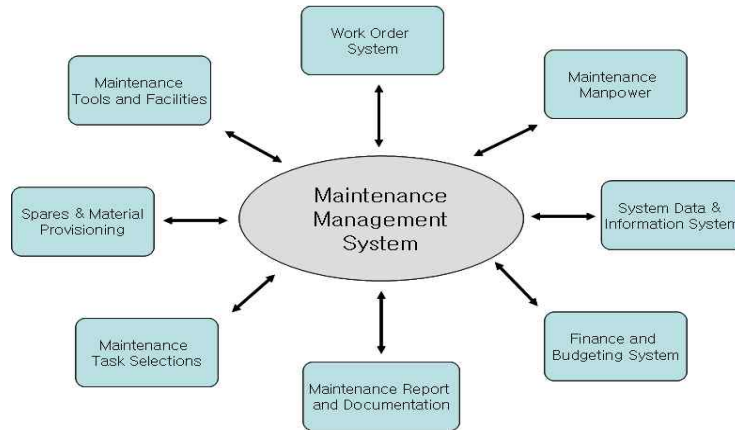 Work Order
System
Maintenance
Tools and Facilities
Maintenance
Manpower
Maintenance
Management
System
Spares & Material
Provisioning
System Data &
Information System
Maintenance
Task Selections
Finance and
Budgeting System
Maintenance Report
and Documentation